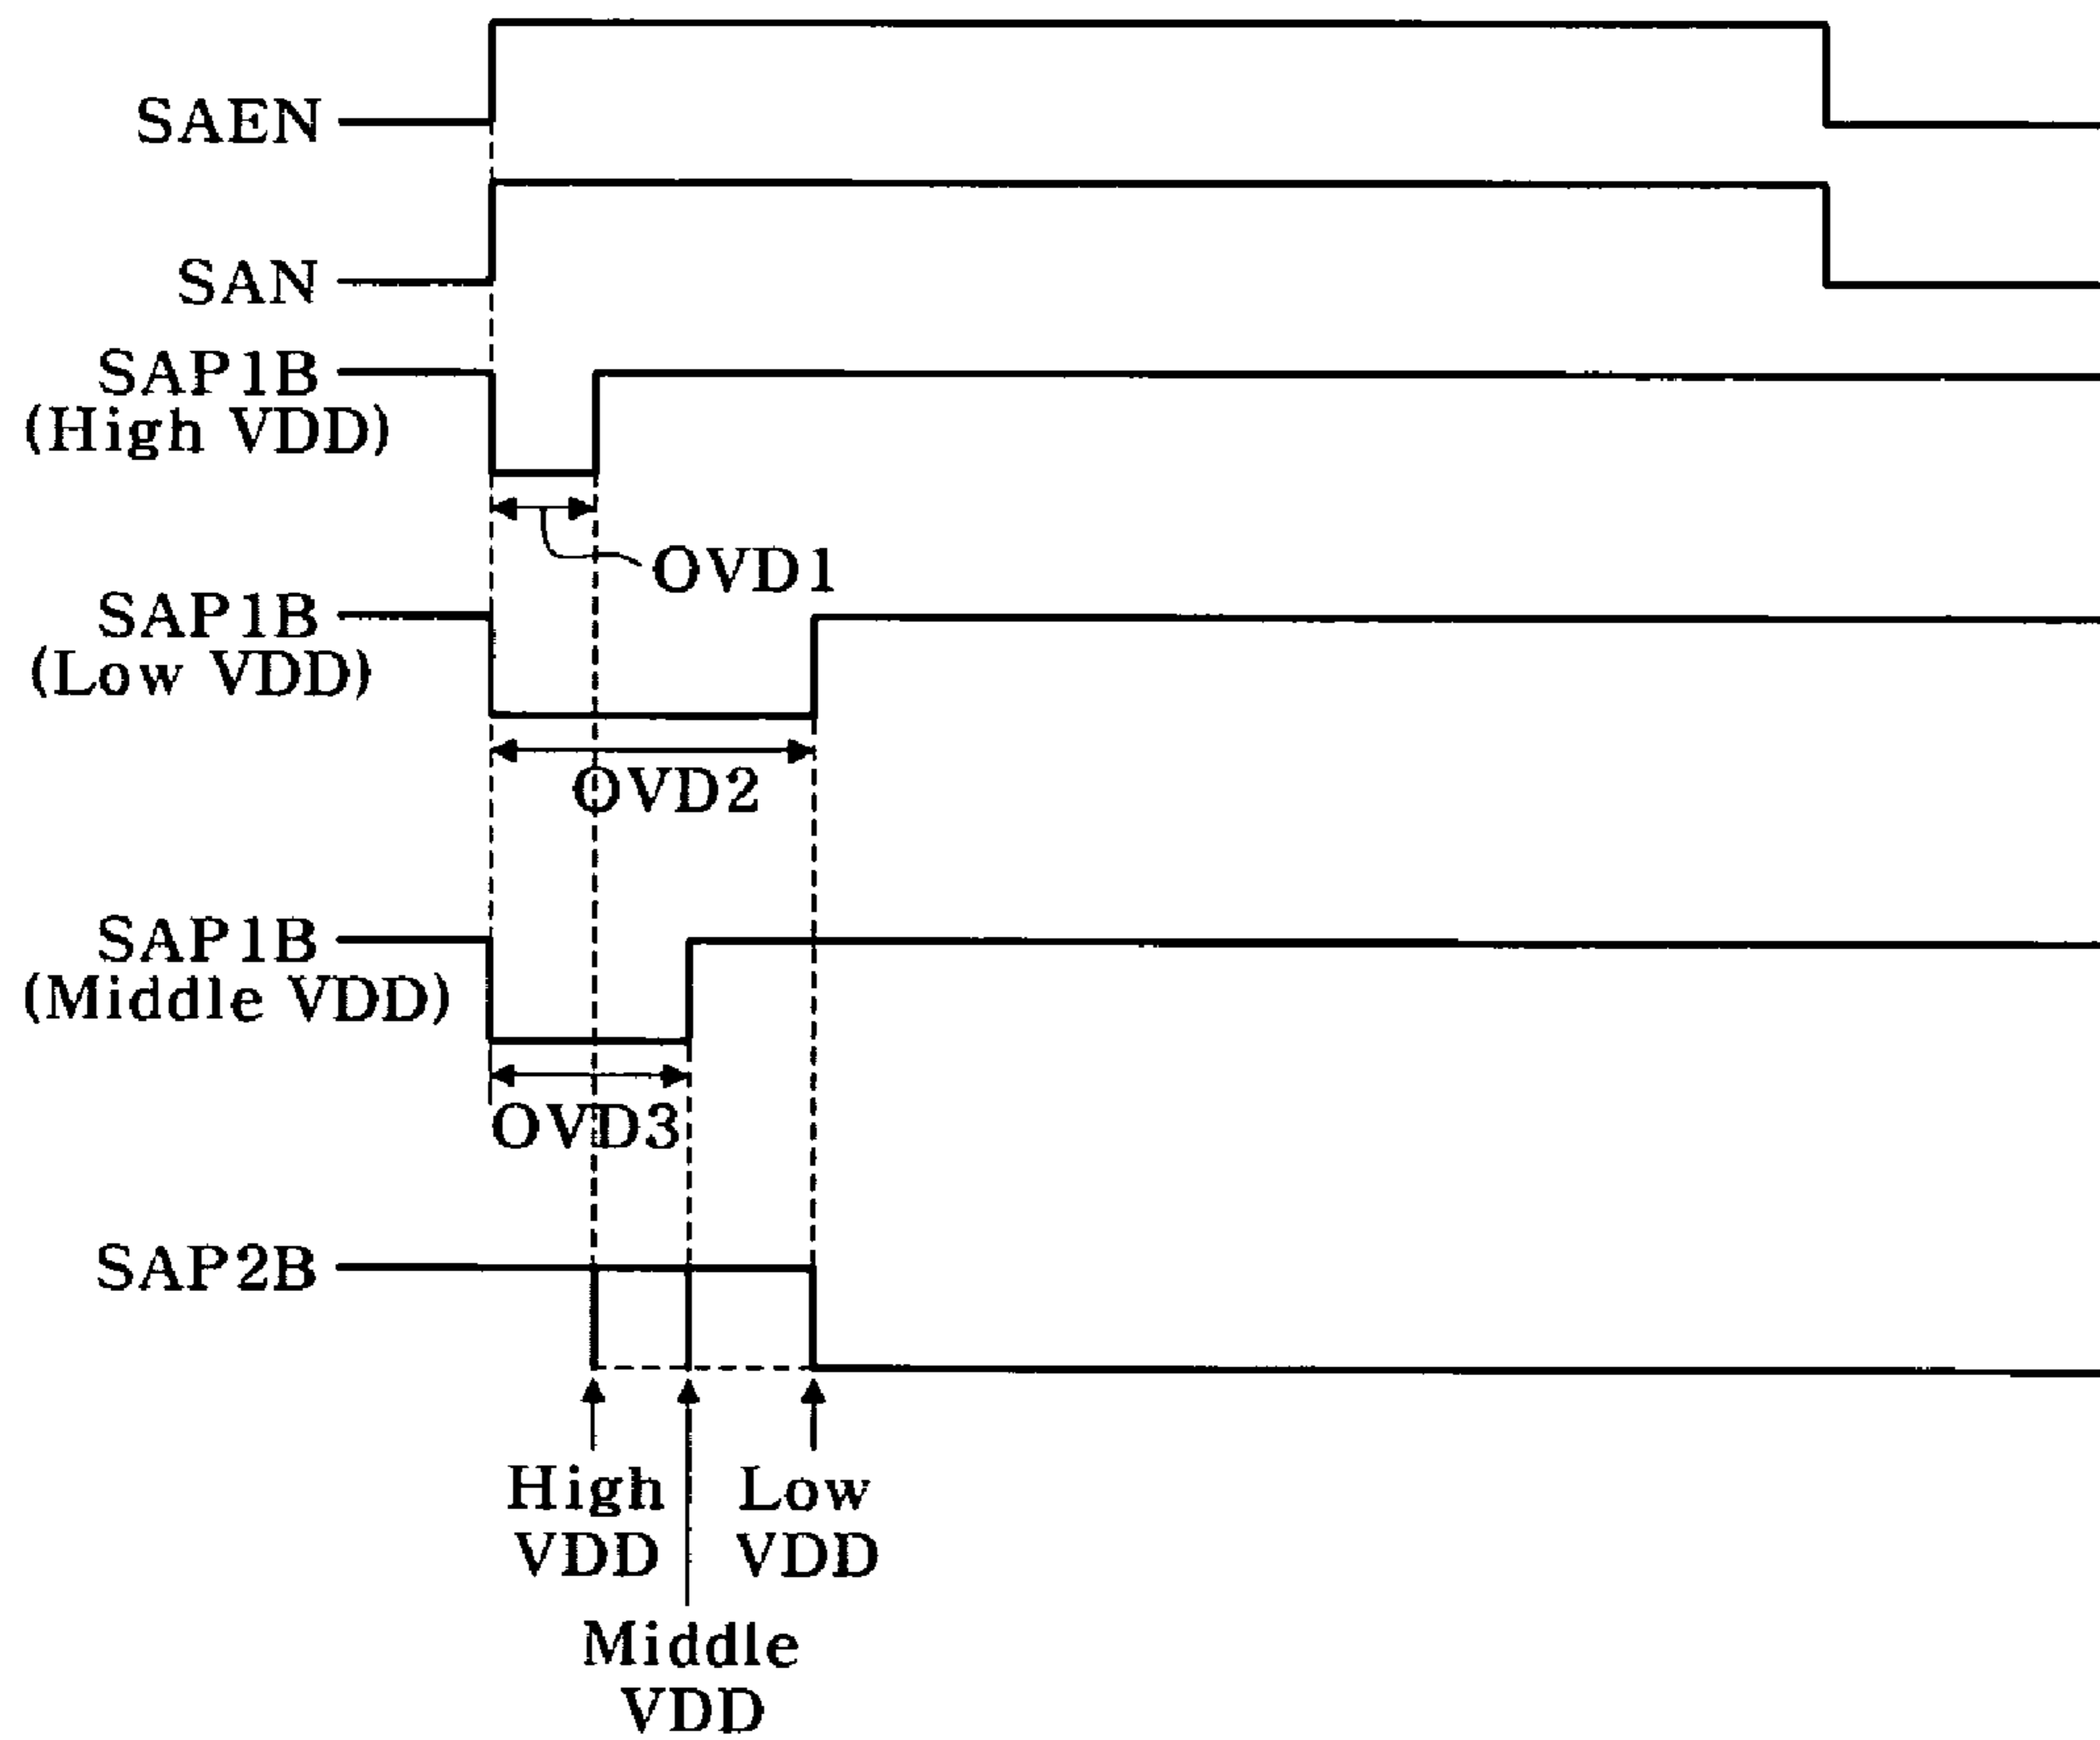 SAEN
SAN
SAP1B
(High VDD)
OVD1
SAP1B
(Low VDD)
OVD2
SAP1B
(Middle VDD)
OVD3
SAP2B
High
VDD
Low
VDD
Middle
VDD